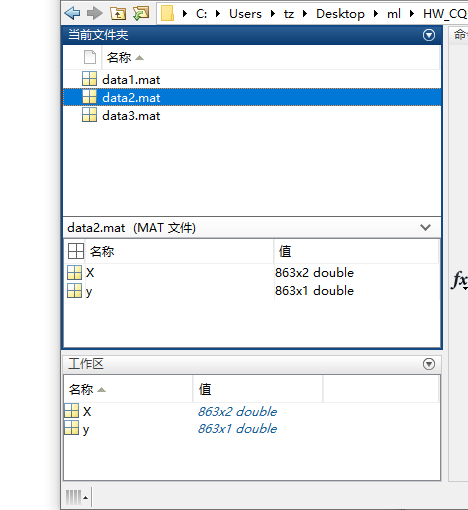 C: Users tz Desktop ml HW_CQ
当前文件夹
名称
data1.mat
data2.mat
data3.mat
data2.mat (MAT 文件)
名称 值
X 863x2 double
y 863x1 double
工作区
名称 值
X 863x2 double
y 863x1 double
fx